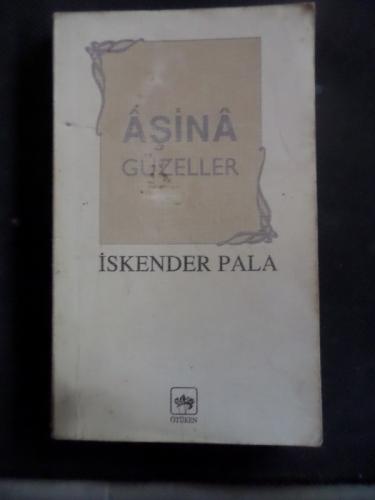 ÂŞİNÂ
GÜZELLER
İSKENDER PALA
ÖTÜKEN